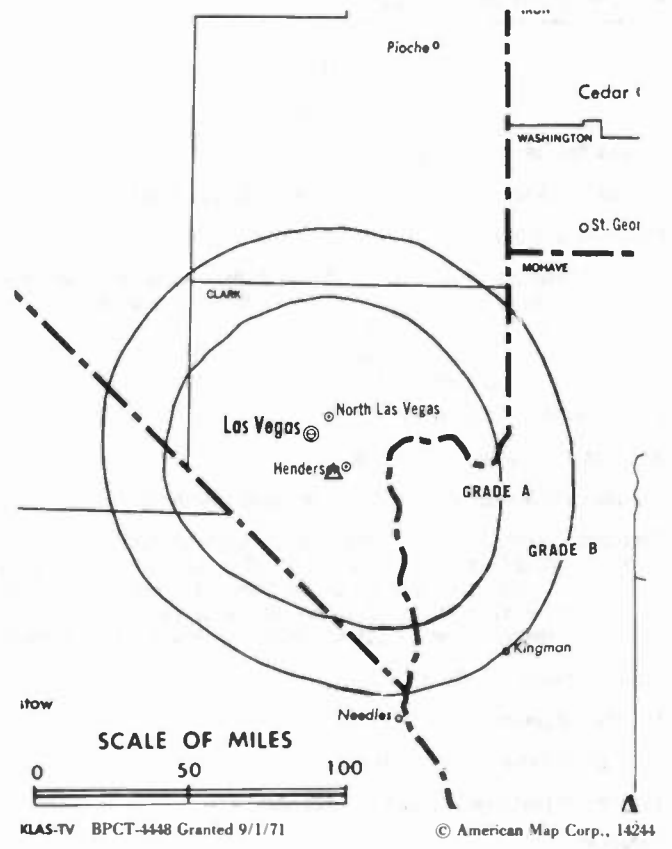 Pioche
Cedar
WASHINGTON
St. Geor
MOHAVE
CLARK
North Las Vegas
Las Vegas
Henders
GRADE A
GRADE B
Kingman
stow
Needles
SCALE OF MILES
0 50 100
KLAS-TV BPCT-4448 Granted 9/1/71 © American Map Corp., 14244